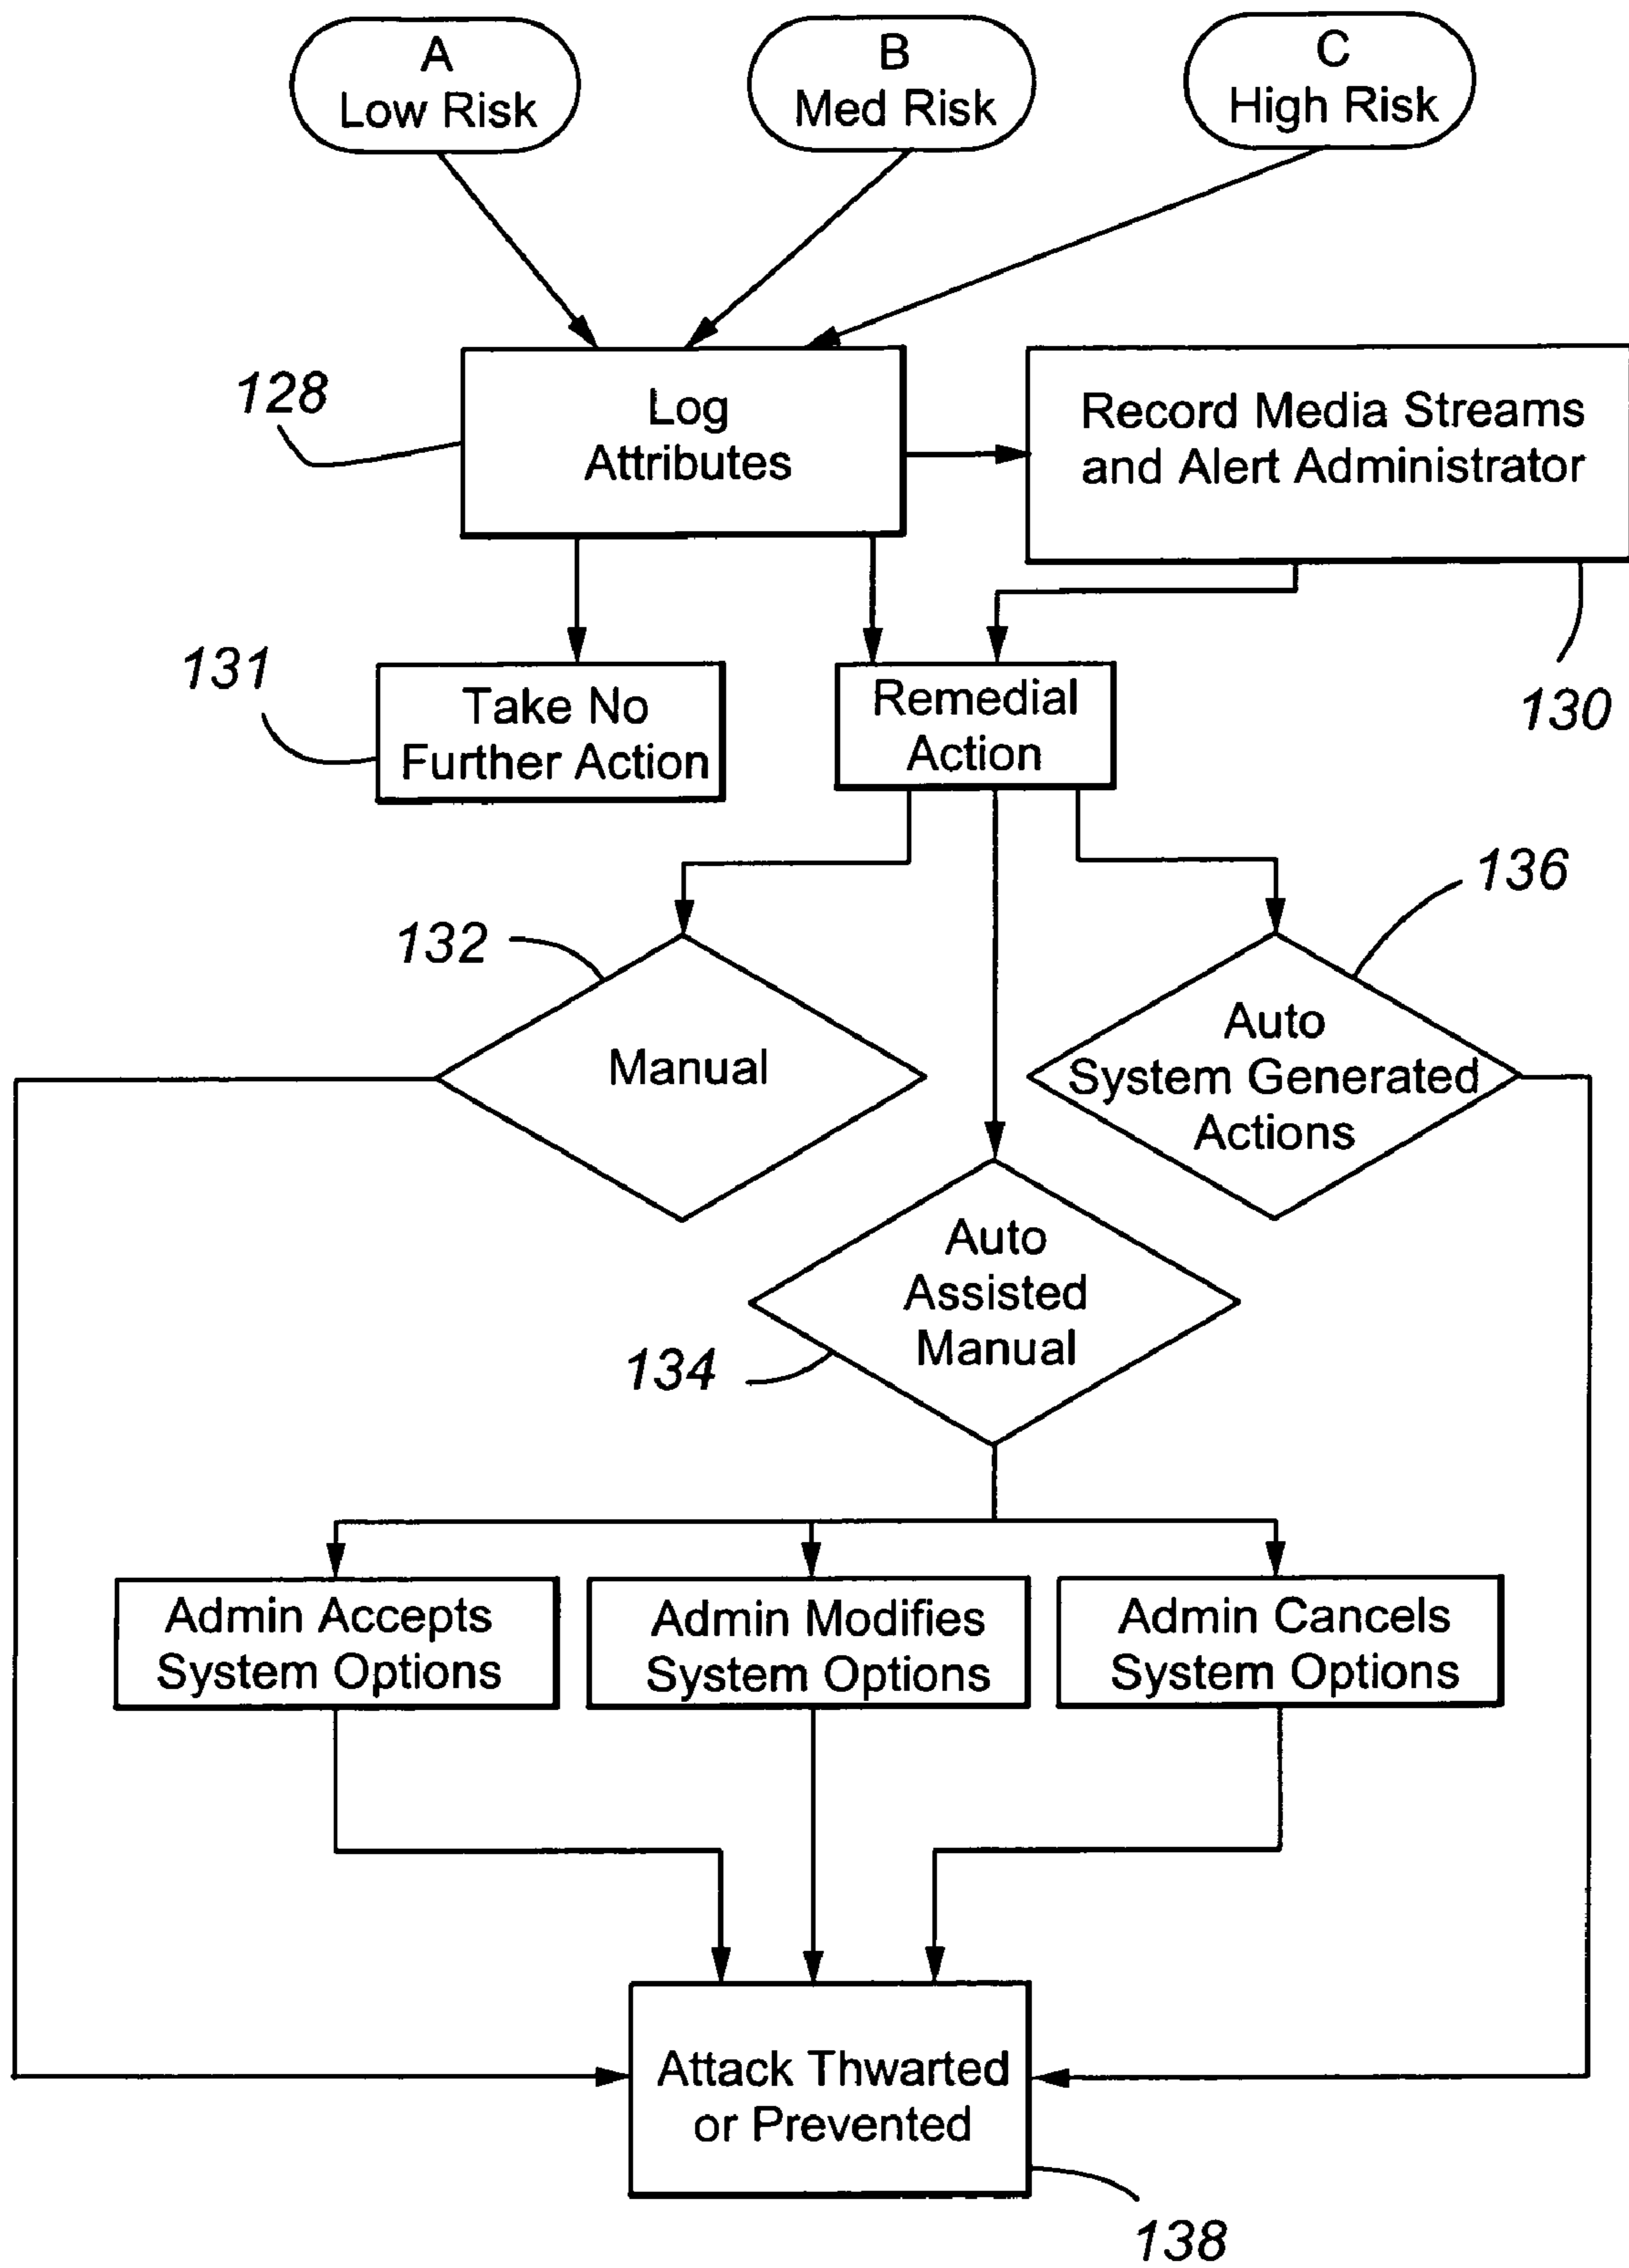 A
Low Risk
B
Med Risk
C
High Risk
128
Log
Attributes
Record Media Streams
and Alert Administrator
131
Take No
Further Action
Remedial
Action
130
132
Manual
136
Auto
System Generated
Actions
134
Auto
Assisted
Manual
Admin Accepts
System Options
Admin Modifies
System Options
Admin Cancels
System Options
Attack Thwarted
or Prevented
138